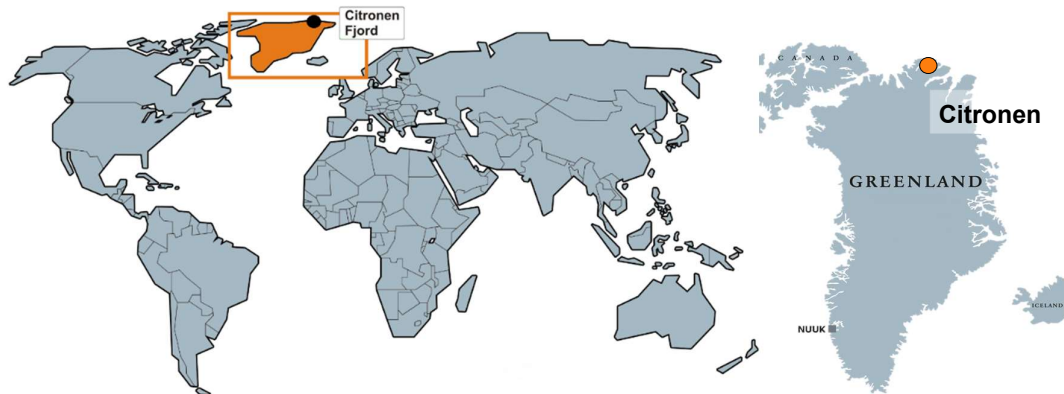 Citronen
Fjord
CANADA
Citronen
GREENLAND
ICELAND
NUUK